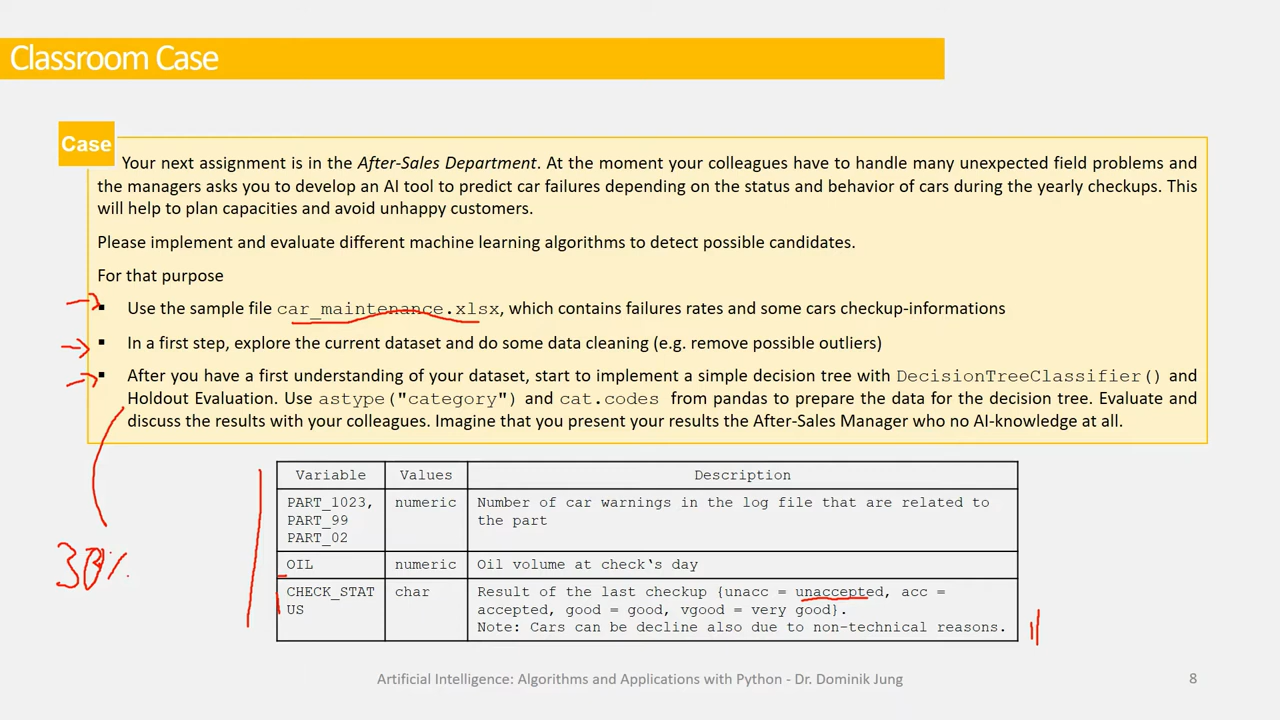 Classroom Case
Case
Your next assignment is in the After-Sales Department. At the moment your colleagues have to handle many unexpected field problems and
the managers asks you to develop an AI tool to predict car failures depending on the status and behavior of cars during the yearly checkups. This
will help to plan capacities and avoid unhappy customers.
Please implement and evaluate different machine learning algorithms to detect possible candidates.
For that purpose
▪ Use the sample file car_maintenance.xlsx, which contains failures rates and some cars checkup-informations
▪ In a first step, explore the current dataset and do some data cleaning (e.g. remove possible outliers)
▪ After you have a first understanding of your dataset, start to implement a simple decision tree with DecisionTreeClassifier() and
Holdout Evaluation. Use astype("category") and cat.codes from pandas to prepare the data for the decision tree. Evaluate and
discuss the results with your colleagues. Imagine that you present your results the After-Sales Manager who no AI-knowledge at all.
30%
Variable Values Description
PART_1023, numeric Number of car warnings in the log file that are related to
PART_99 the part
PART_02
OIL numeric Oil volume at check‘s day
CHECK_STAT char Result of the last checkup {unacc = unaccepted, acc =
US accepted, good = good, vgood = very good}.
Note: Cars can be decline also due to non-technical reasons.
Artificial Intelligence: Algorithms and Applications with Python - Dr. Dominik Jung
8